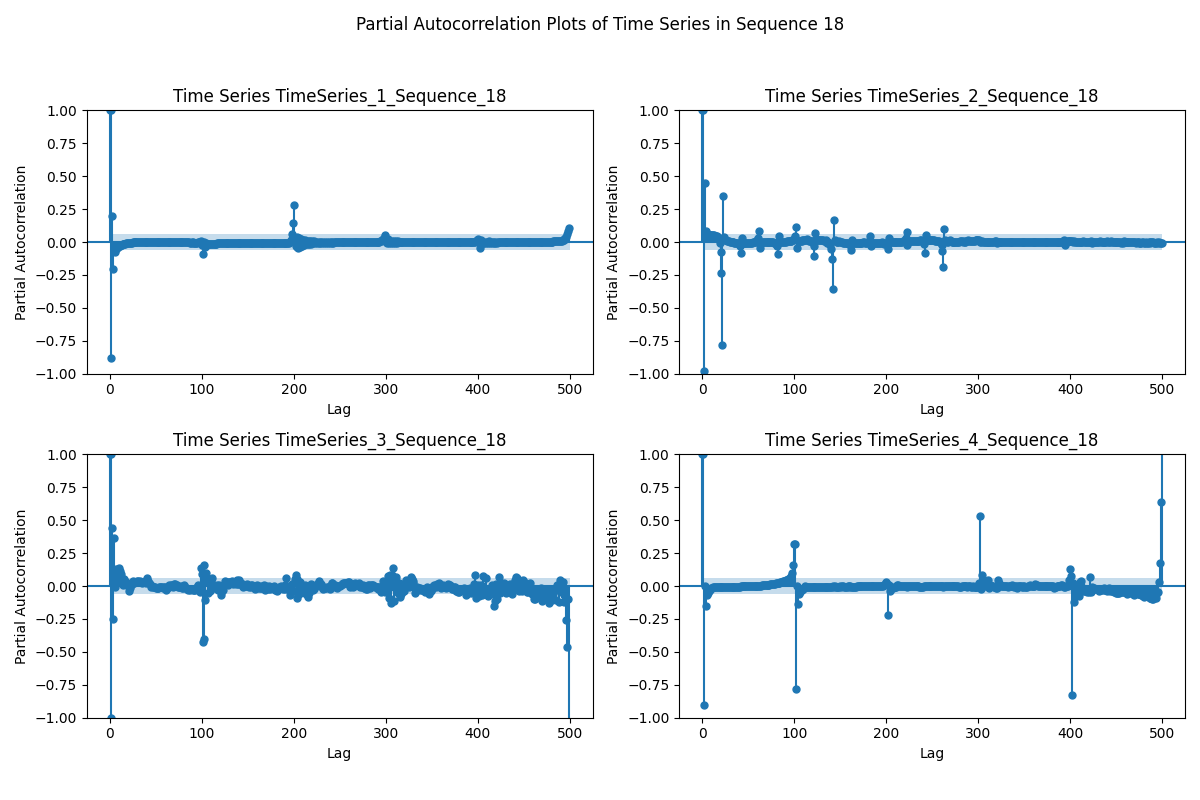 Partial Autocorrelation Plots of Time Series in Sequence 18
Time Series TimeSeries_1_Sequence_18
Partial Autocorrelation
1.00
0.75
0.50
0.25
0.00
−0.25
−0.50
−0.75
−1.00
0 100 200 300 400 500
Lag
Time Series TimeSeries_2_Sequence_18
Partial Autocorrelation
1.00
0.75
0.50
0.25
0.00
−0.25
−0.50
−0.75
−1.00
0 100 200 300 400 500
Lag
Time Series TimeSeries_3_Sequence_18
Partial Autocorrelation
1.00
0.75
0.50
0.25
0.00
−0.25
−0.50
−0.75
−1.00
0 100 200 300 400 500
Lag
Time Series TimeSeries_4_Sequence_18
Partial Autocorrelation
1.00
0.75
0.50
0.25
0.00
−0.25
−0.50
−0.75
−1.00
0 100 200 300 400 500
Lag